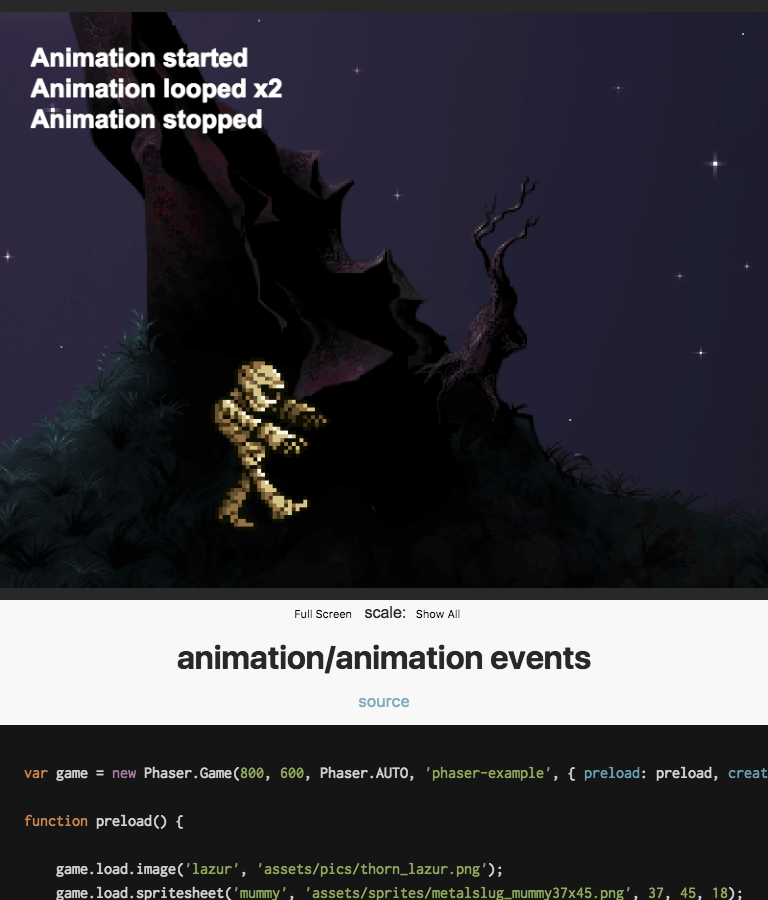 Animation started
Animation looped x2
Animation stopped
Full Screen scale: Show All
animation/animation events
source
var game = new Phaser.Game(800, 600, Phaser.AUTO, 'phaser-example', { preload: preload, creat
function preload() {
game.load.image('lazur', 'assets/pics/thorn_lazur.png');
game.load.spritesheet('mummy', 'assets/sprites/metalslug_mummy37x45.png', 37, 45, 18);